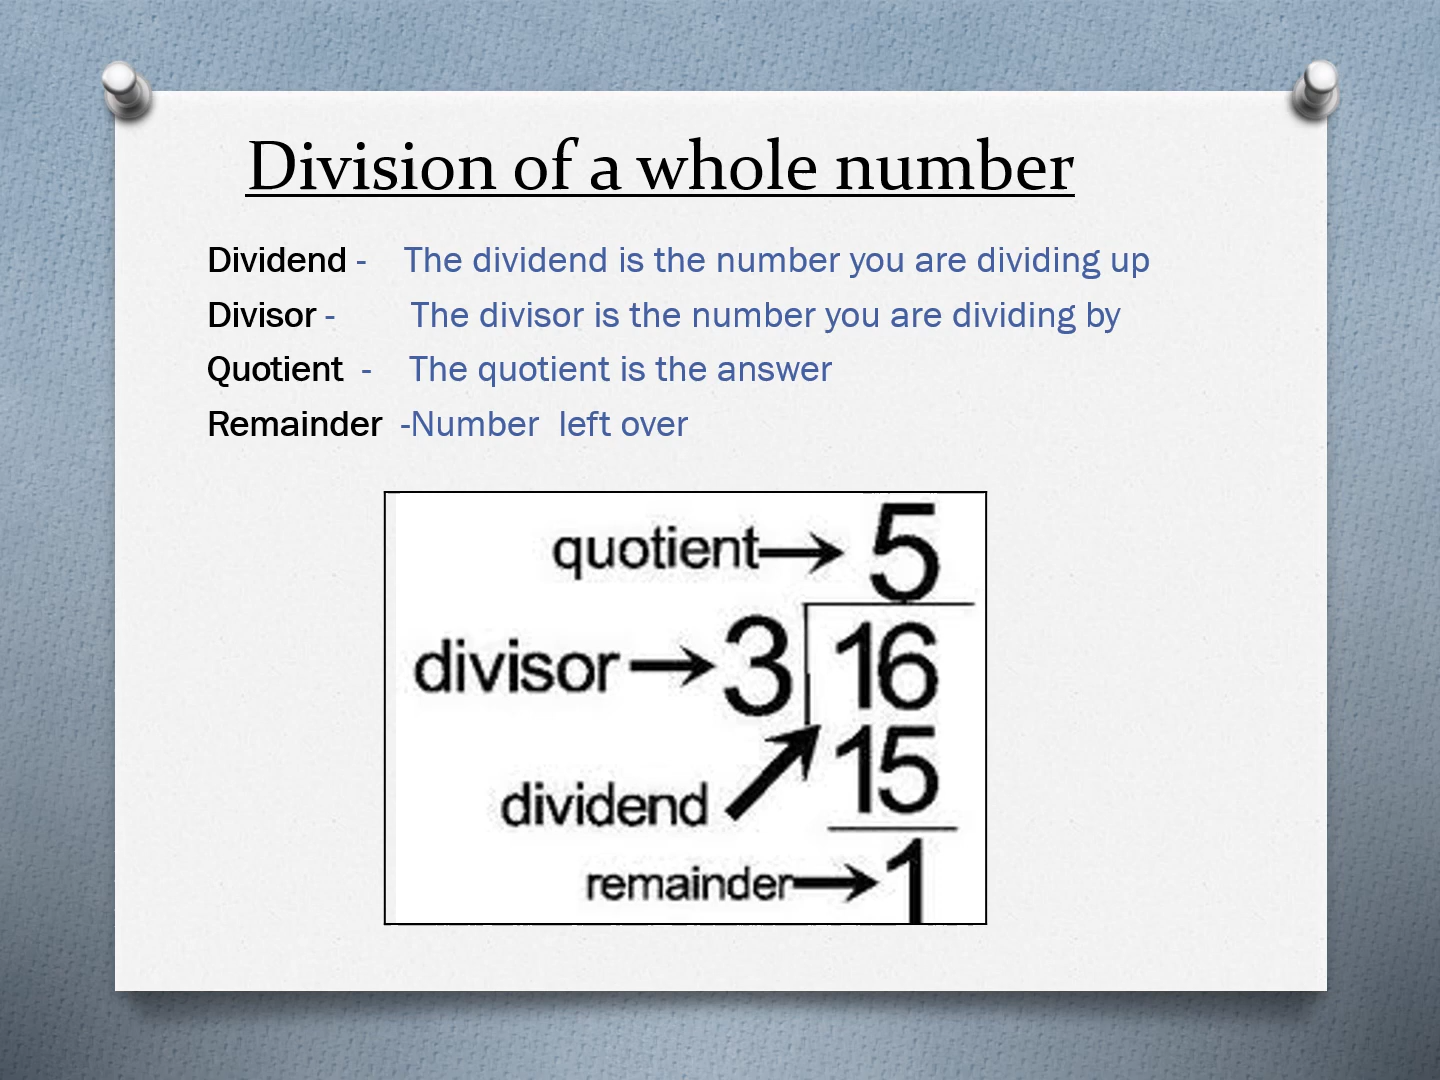 Division of a whole number
Dividend - The dividend is the number you are dividing up
Divisor - The divisor is the number you are dividing by
Quotient - The quotient is the answer
Remainder -Number left over
quotient→ 5
divisor→ 3 16
15
dividend
remainder→ 1